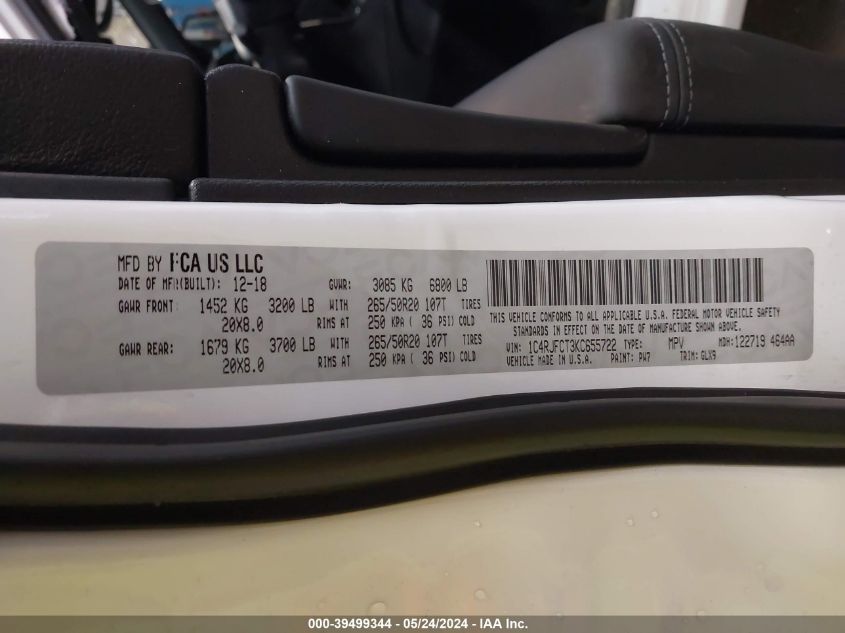 MFD BY FCA US LLC
DATE OF MFR(BUILT): 12-18 GVWR: 3085 KG 6800 LB
GAWR FRONT: 1452 KG 3200 LB WITH 265/50R20 107T TIRES
20X8.0 RIMS AT 250 KPA ( 36 PSI) COLD
GAWR REAR: 1679 KG 3700 LB WITH 265/50R20 107T TIRES
20X8.0 RIMS AT 250 KPA ( 36 PSI) COLD
THIS VEHICLE CONFORMS TO ALL APPLICABLE U.S.A. FEDERAL MOTOR VEHICLE SAFETY
STANDARDS IN EFFECT ON THE DATE OF MANUFACTURE SHOWN ABOVE.
VIN: 1C4RJFCT3KC655722 TYPE: MPV MDH: 122719 464AA
VEHICLE MADE IN U.S.A. PAINT: PW7 TRIM: GLX9
000-39499344 - 05/24/2024 - IAA Inc.